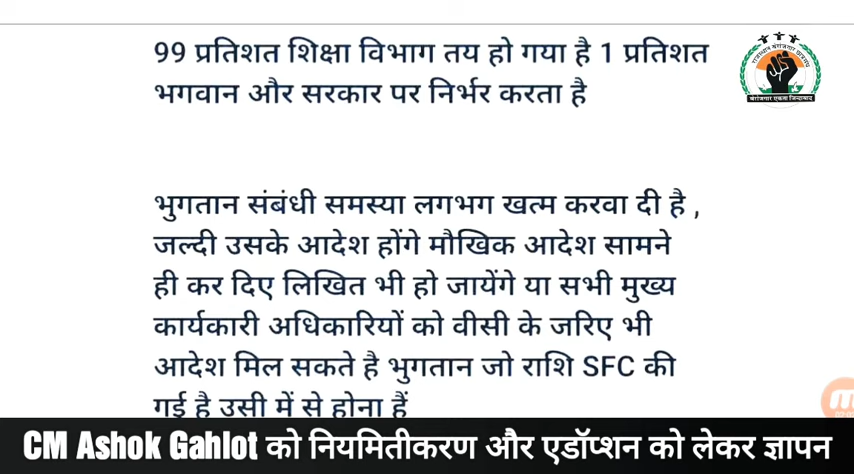 99 प्रतिशत शिक्षा विभाग तय हो गया है 1 प्रतिशत
भगवान और सरकार पर निर्भर करता है
भुगतान संबंधी समस्या लगभग खत्म करवा दी है ,
जल्दी उसके आदेश होंगे मौखिक आदेश सामने
ही कर दिए लिखित भी हो जायेंगे या सभी मुख्य
कार्यकारी अधिकारियों को वीसी के जरिए भी
आदेश मिल सकते है भुगतान जो राशि SFC की
गई है उसी में से होना हैं
CM Ashok Gahlot को नियमितीकरण और एडॉप्शन को लेकर ज्ञापन